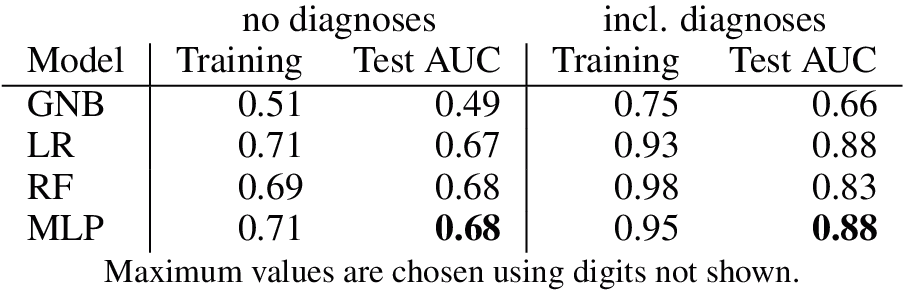 no diagnoses incl. diagnoses
Model Training Test AUC Training Test AUC
GNB 0.51 0.49 0.75 0.66
LR 0.71 0.67 0.93 0.88
RF 0.69 0.68 0.98 0.83
MLP 0.71 0.68 0.95 0.88
Maximum values are chosen using digits not shown.